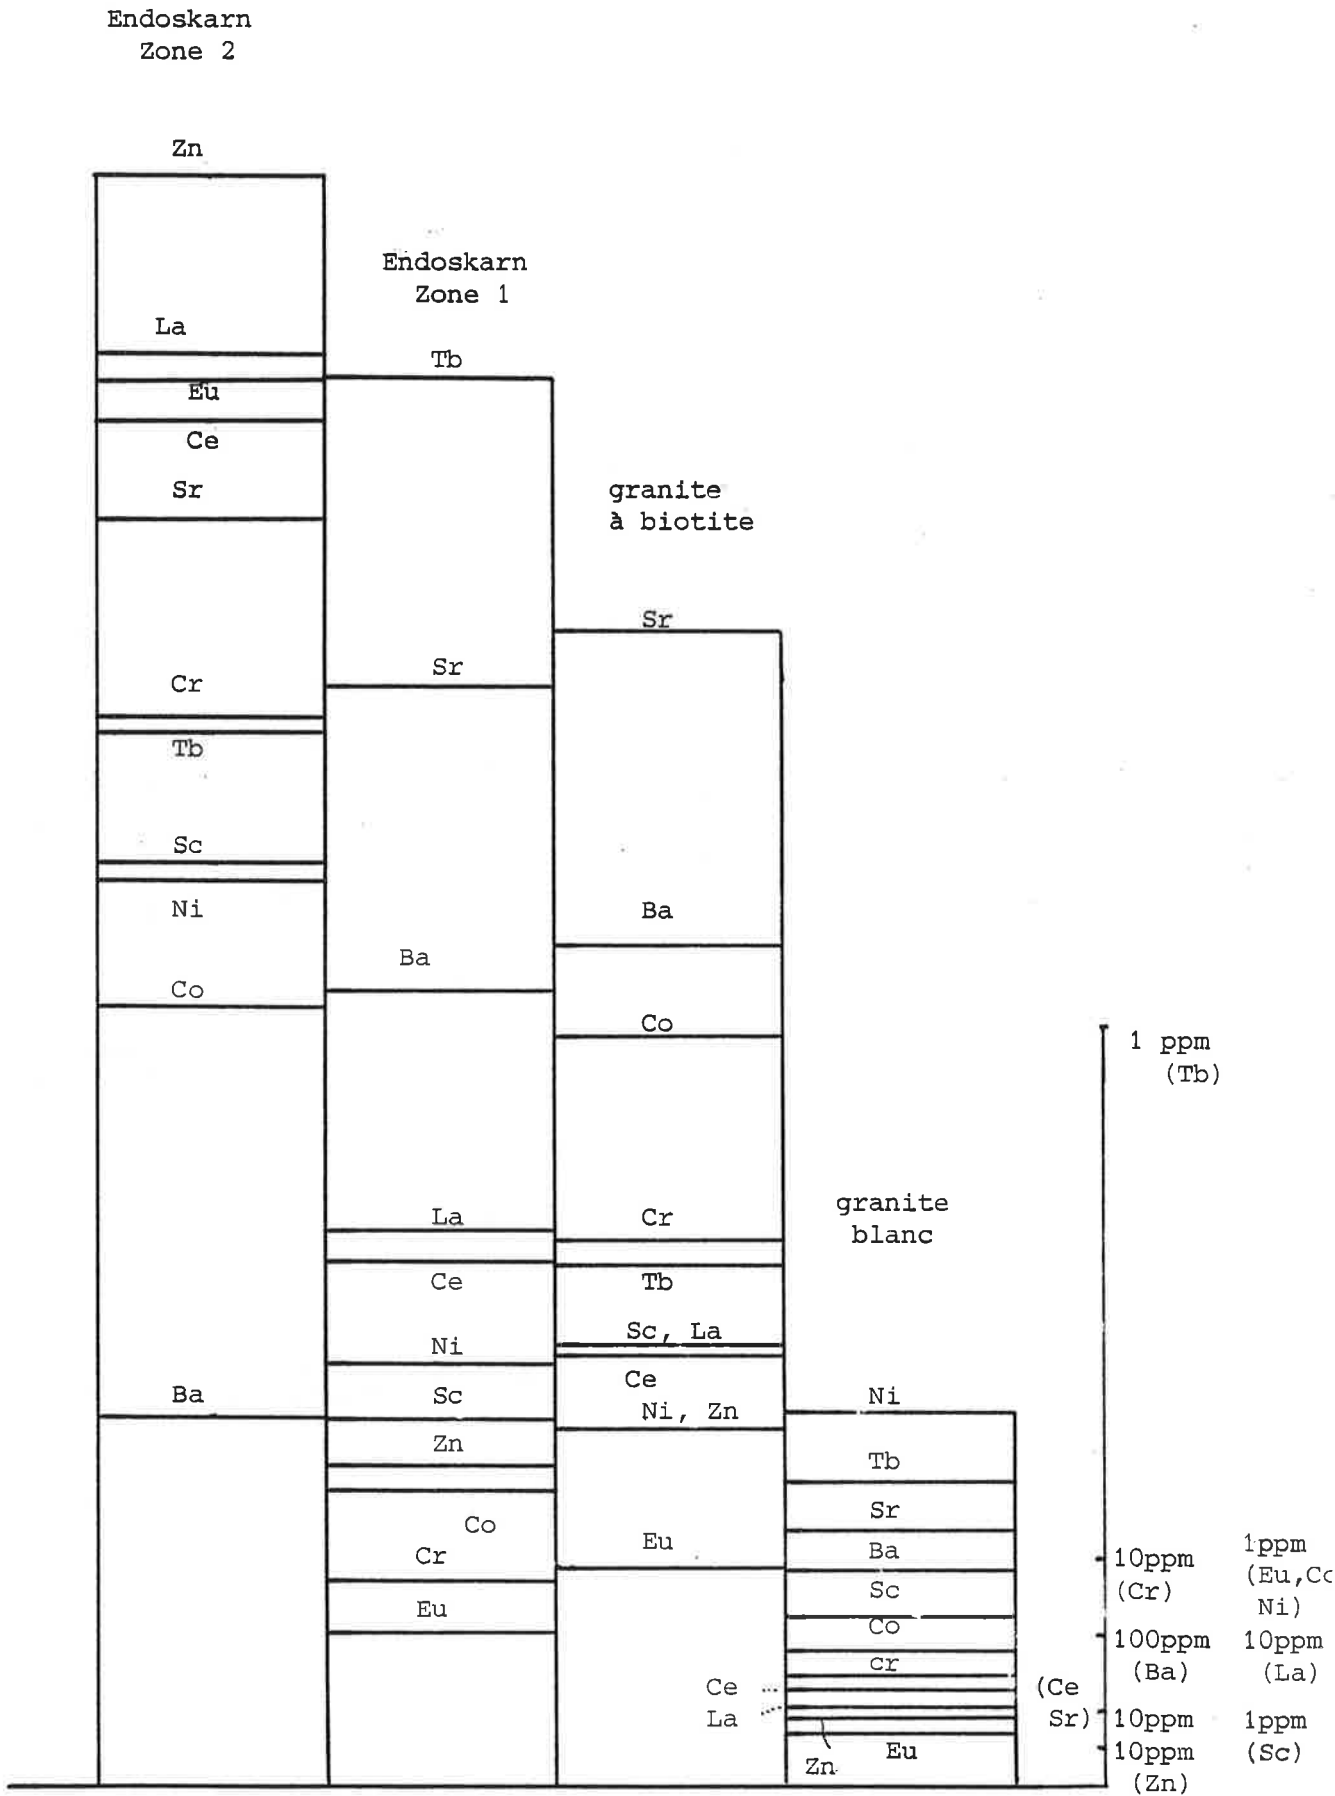 Endoskarn
Zone 2
Zn
La
Eu
Ce
Sr
Cr
Tb
Sc
Ni
Co
Ba
Endoskarn
Zone 1
Tb
Sr
Ba
La
Ce
Ni
Sc
Zn
Co
Cr
Eu
granite
à biotite
Sr
Ba
Co
Cr
Tb
Sc, La
Ce
Ni, Zn
Eu
granite
blanc
Ni
Tb
Sr
Ba
Sc
Co
cr
Ce
La
Zn
Eu
1 ppm
(Tb)
10ppm
(Cr)
1ppm
(Eu,Co
Ni)
100ppm
(Ba)
10ppm
(La)
(Ce
Sr) 10ppm
1ppm
(Sc)
10ppm
(Zn)